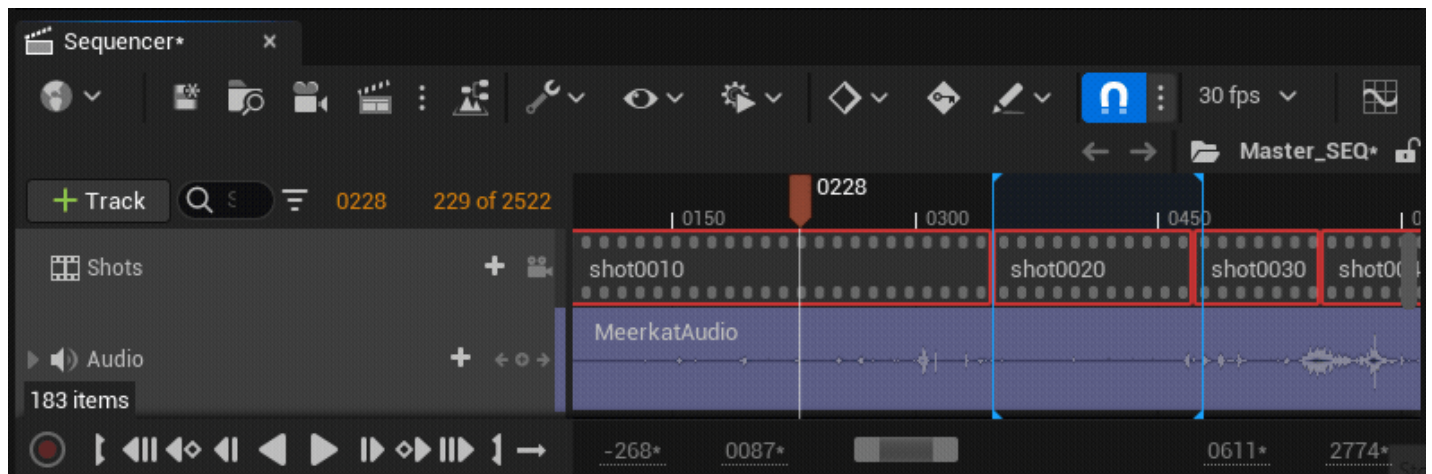 Sequencer*
30 fps
Master_SEQ*
Track
0228
229 of 2522
0228
0150
0300
0450
Shots
shot0010
shot0020
shot0030
MeerkatAudio
Audio
183 items
-268*
0087*
0611*
2774*